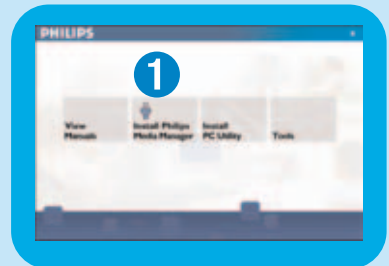 PHILIPS
1
View Manuals
Install Philips Media Manager
Install PC Utility
Tools